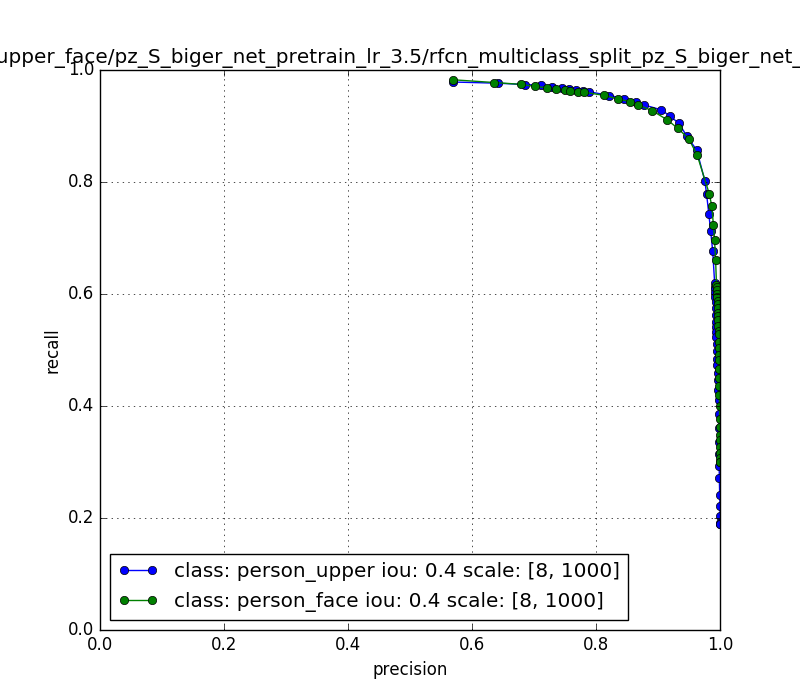 upper_face/pz_S_biger_net_pretrain_lr_3.5/rfcn_multiclass_split_pz_S_biger_net_
1.0
0.8
0.6
0.4
0.2
0.0
recall
class: person_upper iou: 0.4 scale: [8, 1000]
class: person_face iou: 0.4 scale: [8, 1000]
0.0 0.2 0.4 0.6 0.8 1.0
precision